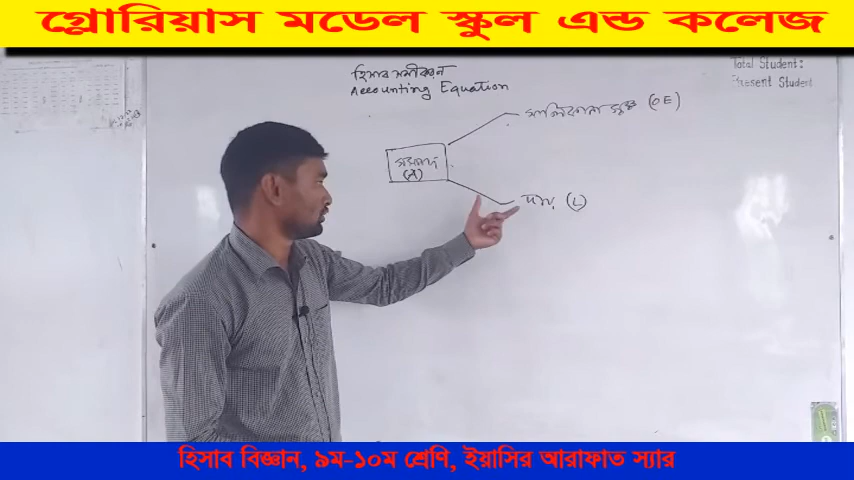 গ্লোরিয়াস মডেল স্কুল এন্ড কলেজ
হিসাব সমীকরণ
Accounting Equation
Total Student:
Present Student
মালিকানা স্বত্ব (OE)
সম্পদ
(A)
দায় (L)
হিসাব বিজ্ঞান, ৯ম-১০ম শ্রেণি, ইয়াসির আরাফাত স্যার